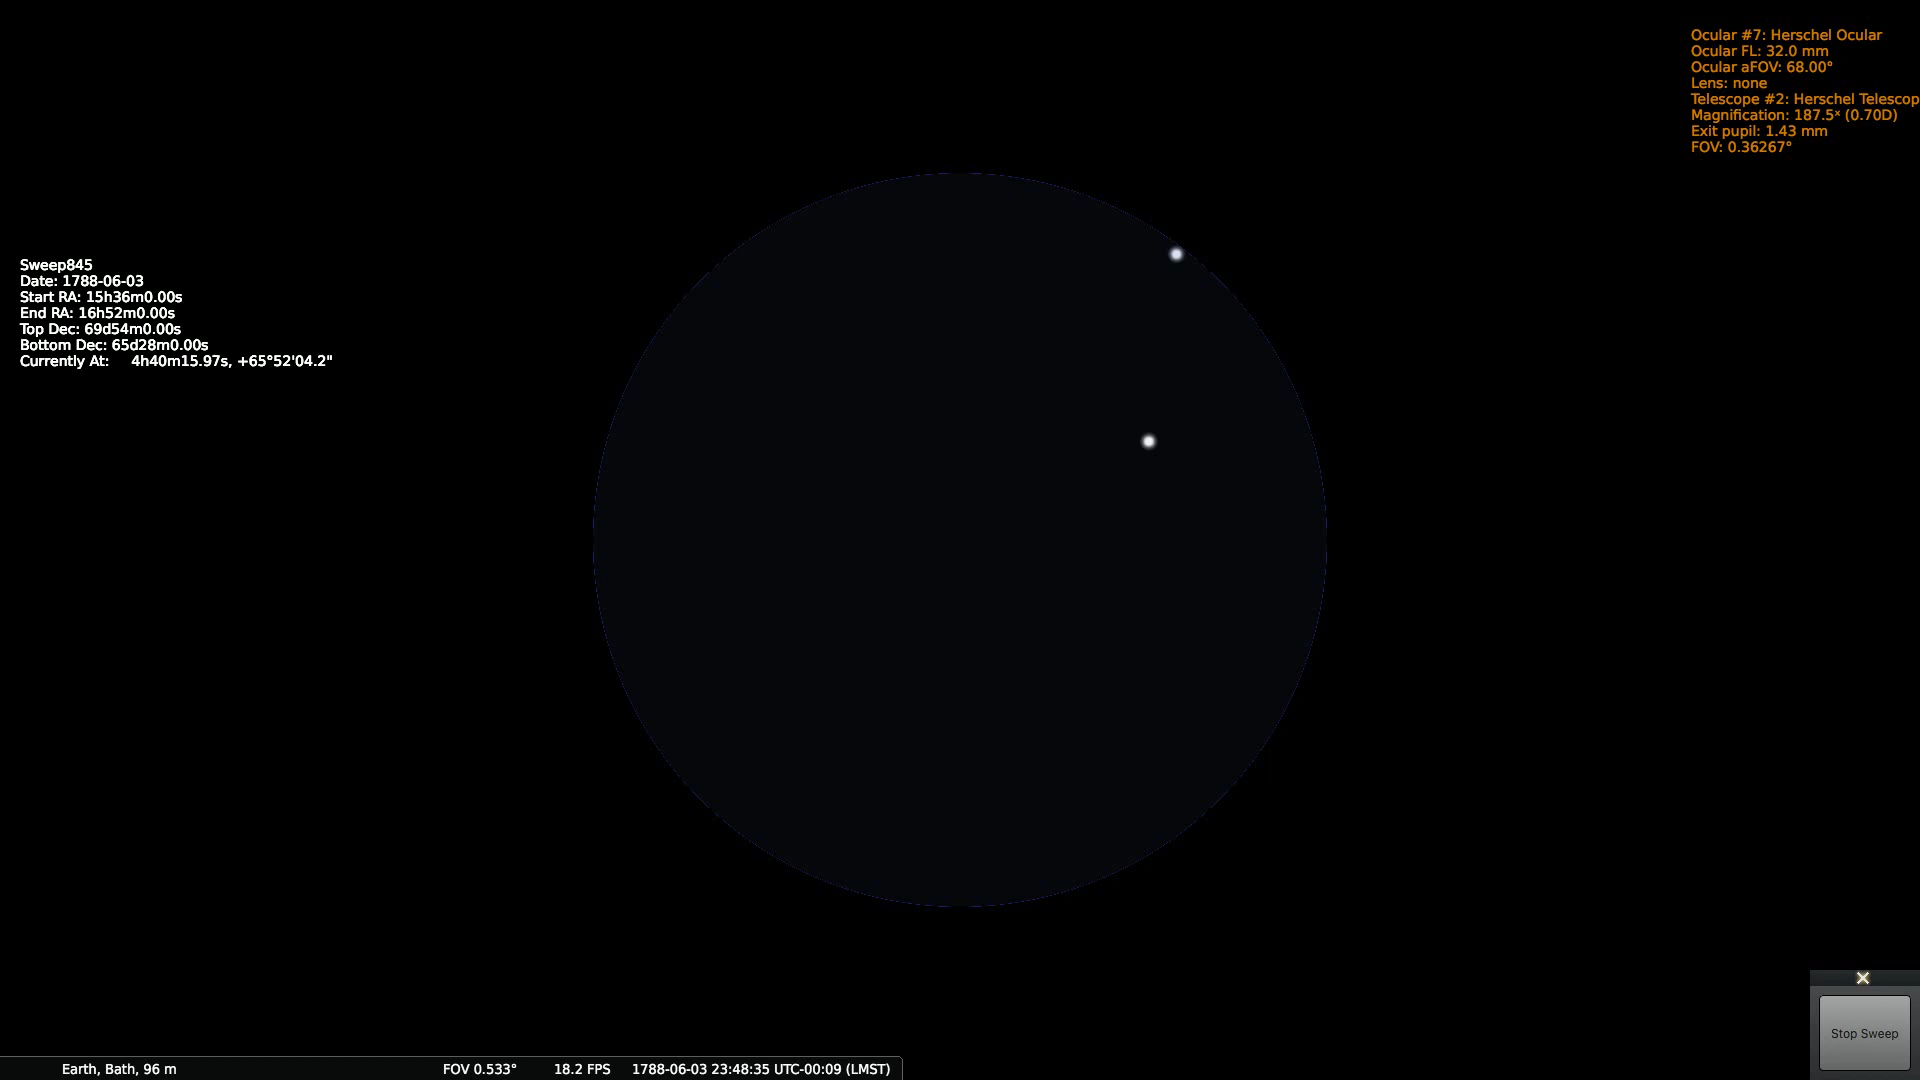 Ocular #7: Herschel Ocular
Ocular FL: 32.0 mm
Ocular aFOV: 68.00°
Lens: none
Telescope #2: Herschel Telescop
Magnification: 187.5ˣ (0.70D)
Exit pupil: 1.43 mm
FOV: 0.36267°
Sweep845
Date: 1788-06-03
Start RA: 15h36m0.00s
End RA: 16h52m0.00s
Top Dec: 69d54m0.00s
Bottom Dec: 65d28m0.00s
Currently At: 4h40m15.97s, +65°52'04.2"
Stop Sweep
Earth, Bath, 96 m FOV 0.533° 18.2 FPS 1788-06-03 23:48:35 UTC-00:09 (LMST)